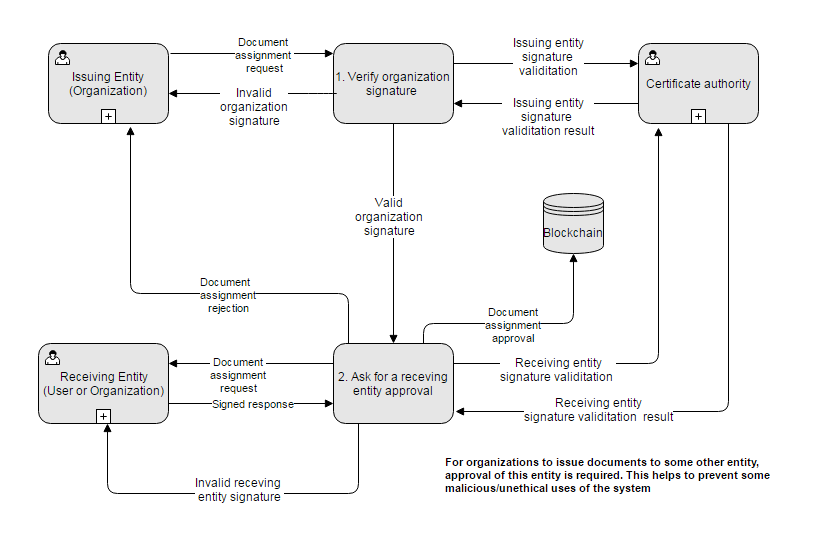 Issuing Entity
(Organization)
Document
assignment
request
Invalid
organization
signature
1. Verify organization
signature
Issuing entity
signature
validitation
Issuing entity
signature
validitation result
Certificate authority
Valid
organization
signature
Blockchain
Document
assignment
rejection
Document
assignment
approval
Receiving Entity
(User or Organization)
Document
assignment
request
Signed response
2. Ask for a receving
entity approval
Receiving entity
signature validitation
Receiving entity
signature validitation result
Invalid receving
entity signature
For organizations to issue documents to some other entity,
approval of this entity is required. This helps to prevent some
malicious/unethical uses of the system